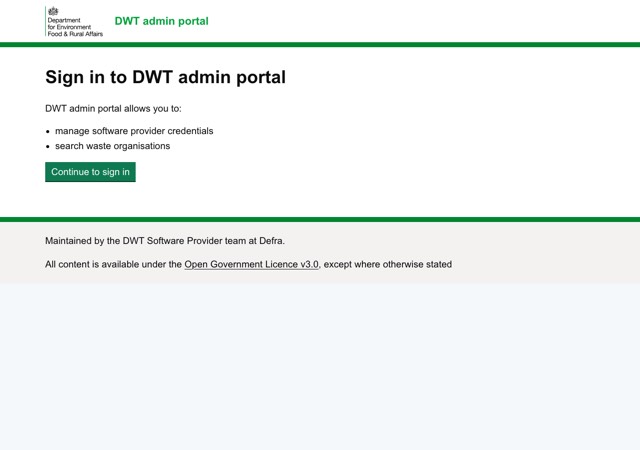 Department
for Environment
Food & Rural Affairs
DWT admin portal
Sign in to DWT admin portal
DWT admin portal allows you to:
manage software provider credentials
search waste organisations
Continue to sign in
Maintained by the DWT Software Provider team at Defra.
All content is available under the Open Government Licence v3.0, except where otherwise stated